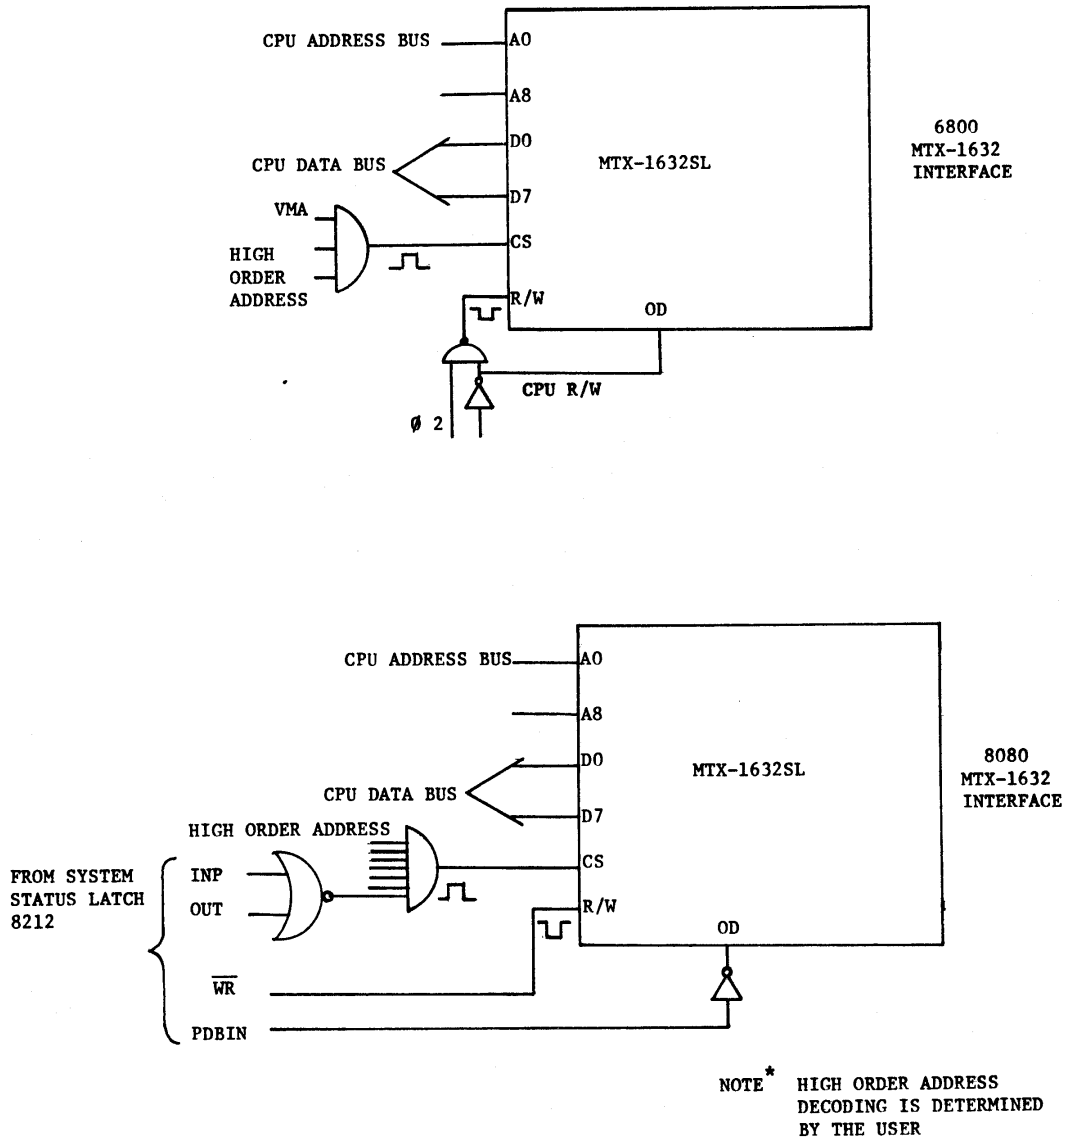 CPU ADDRESS BUS
A0
A8
D0
CPU DATA BUS
D7
VMA
CS
HIGH
ORDER
ADDRESS
R/W
OD
MTX-1632SL
6800
MTX-1632
INTERFACE
CPU R/W
Ø 2
CPU ADDRESS BUS
A0
A8
D0
CPU DATA BUS
D7
HIGH ORDER ADDRESS
CS
R/W
OD
MTX-1632SL
8080
MTX-1632
INTERFACE
FROM SYSTEM
STATUS LATCH
8212
INP
OUT
W̅R̅
PDBIN
NOTE* HIGH ORDER ADDRESS
DECODING IS DETERMINED
BY THE USER